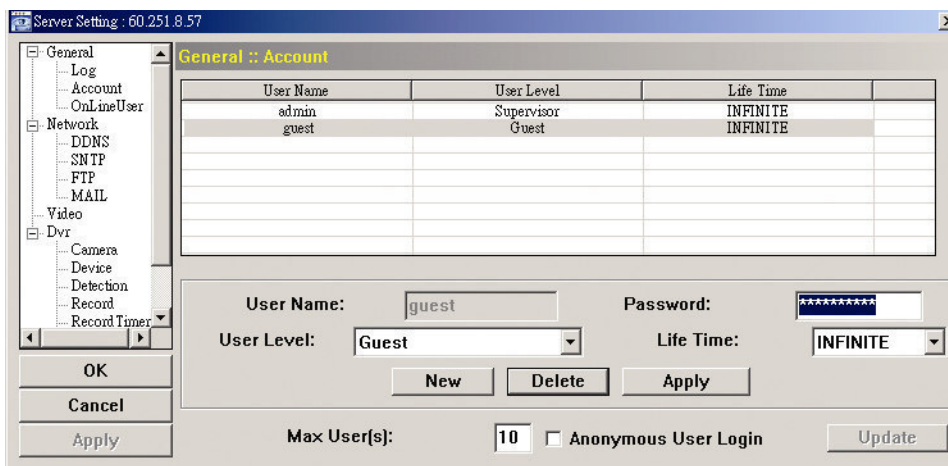 Server Setting : 60.251.8.57
General
Log
Account
OnLineUser
Network
DDNS
SNTP
FTP
MAIL
Video
Dvr
Camera
Device
Detection
Record
Record Timer
OK
Cancel
Apply
General :: Account
User Name User Level Life Time
admin Supervisor INFINITE
guest Guest INFINITE
User Name: guest Password: **********
User Level: Guest Life Time: INFINITE
New Delete Apply
Max User(s): 10 Anonymous User Login Update